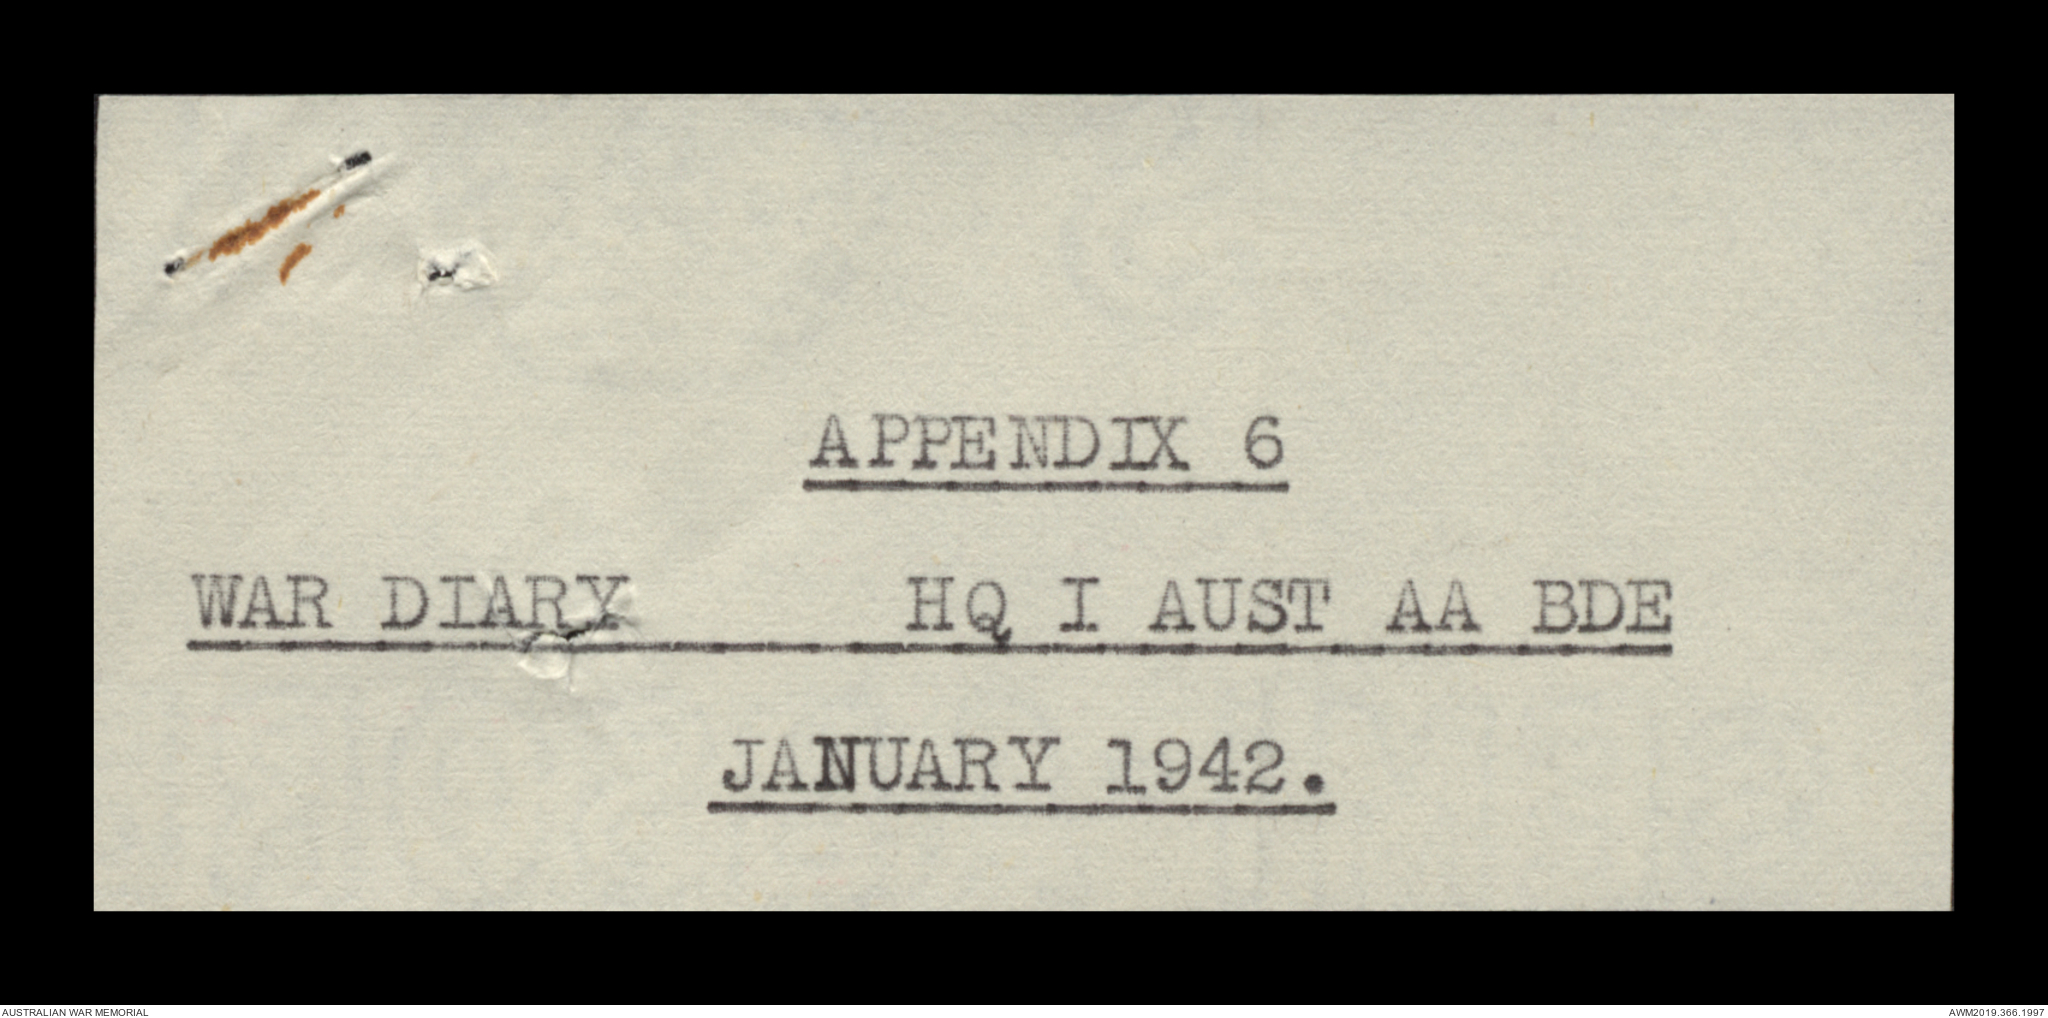 APPENDIX 6
WAR DIARY HQ I AUST AA BDE
JANUARY 1942.
AUSTRALIAN WAR MEMORIAL AWM2019.366.1997